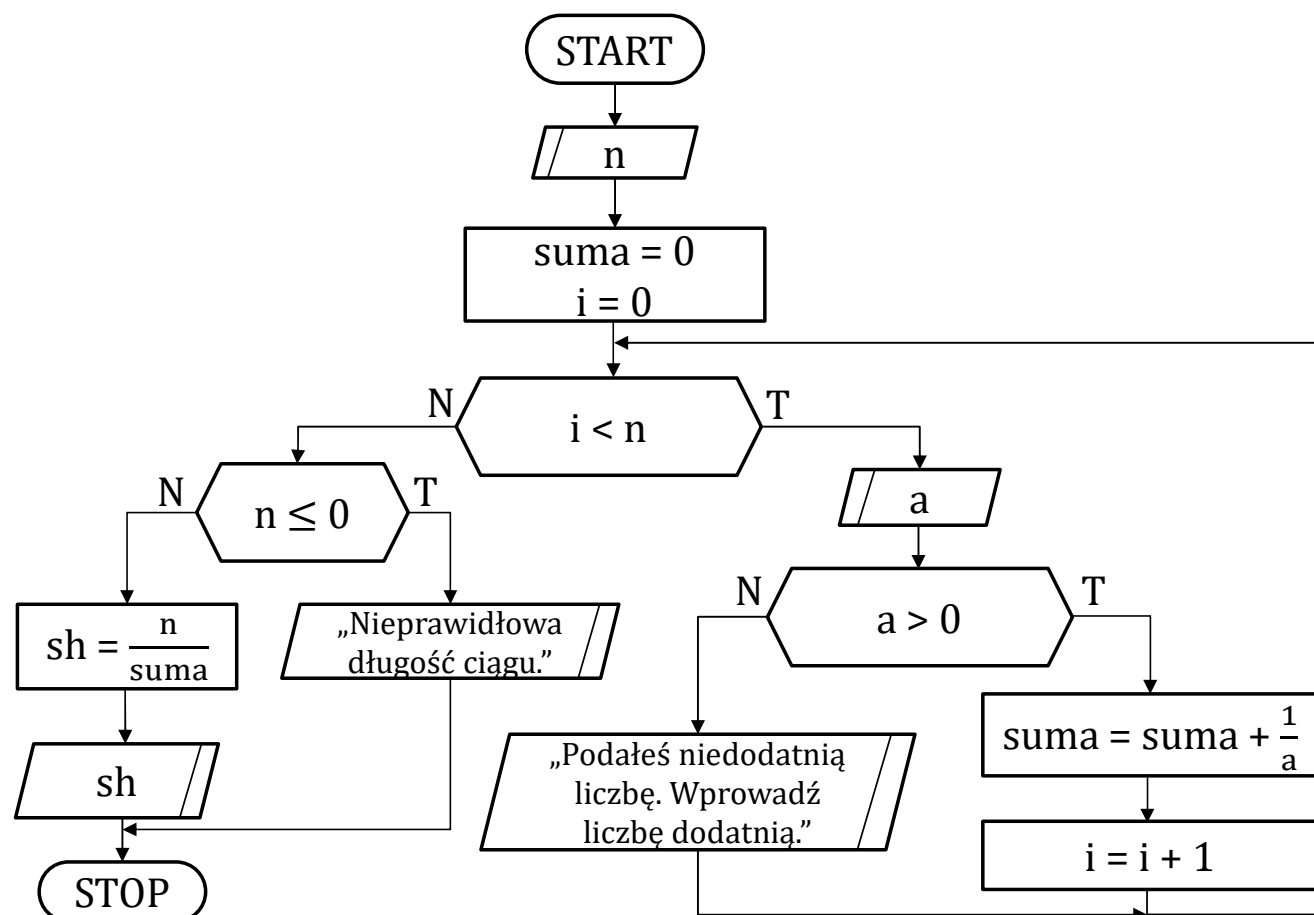 START
n
suma = 0
i = 0
N
i < n
T
N
n ≤ 0
T
a
sh = n/suma
„Nieprawidłowa
długość ciągu.”
N
a > 0
T
sh
„Podałeś niedodatnią
liczbę. Wprowadź
liczbę dodatnią.”
suma = suma + 1/a
i = i + 1
STOP